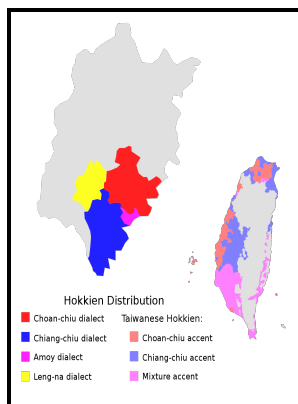 Hokkien Distribution
Choan-chiu dialect
Chiang-chiu dialect
Amoy dialect
Leng-na dialect
Taiwanese Hokkien:
Choan-chiu accent
Chiang-chiu accent
Mixture accent